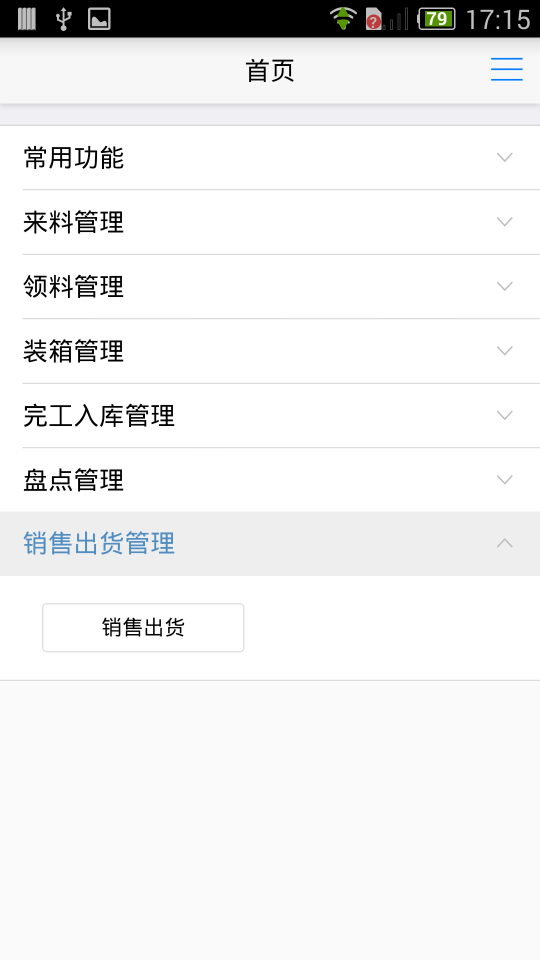 79 17:15
首页
常用功能
来料管理
领料管理
装箱管理
完工入库管理
盘点管理
销售出货管理
销售出货